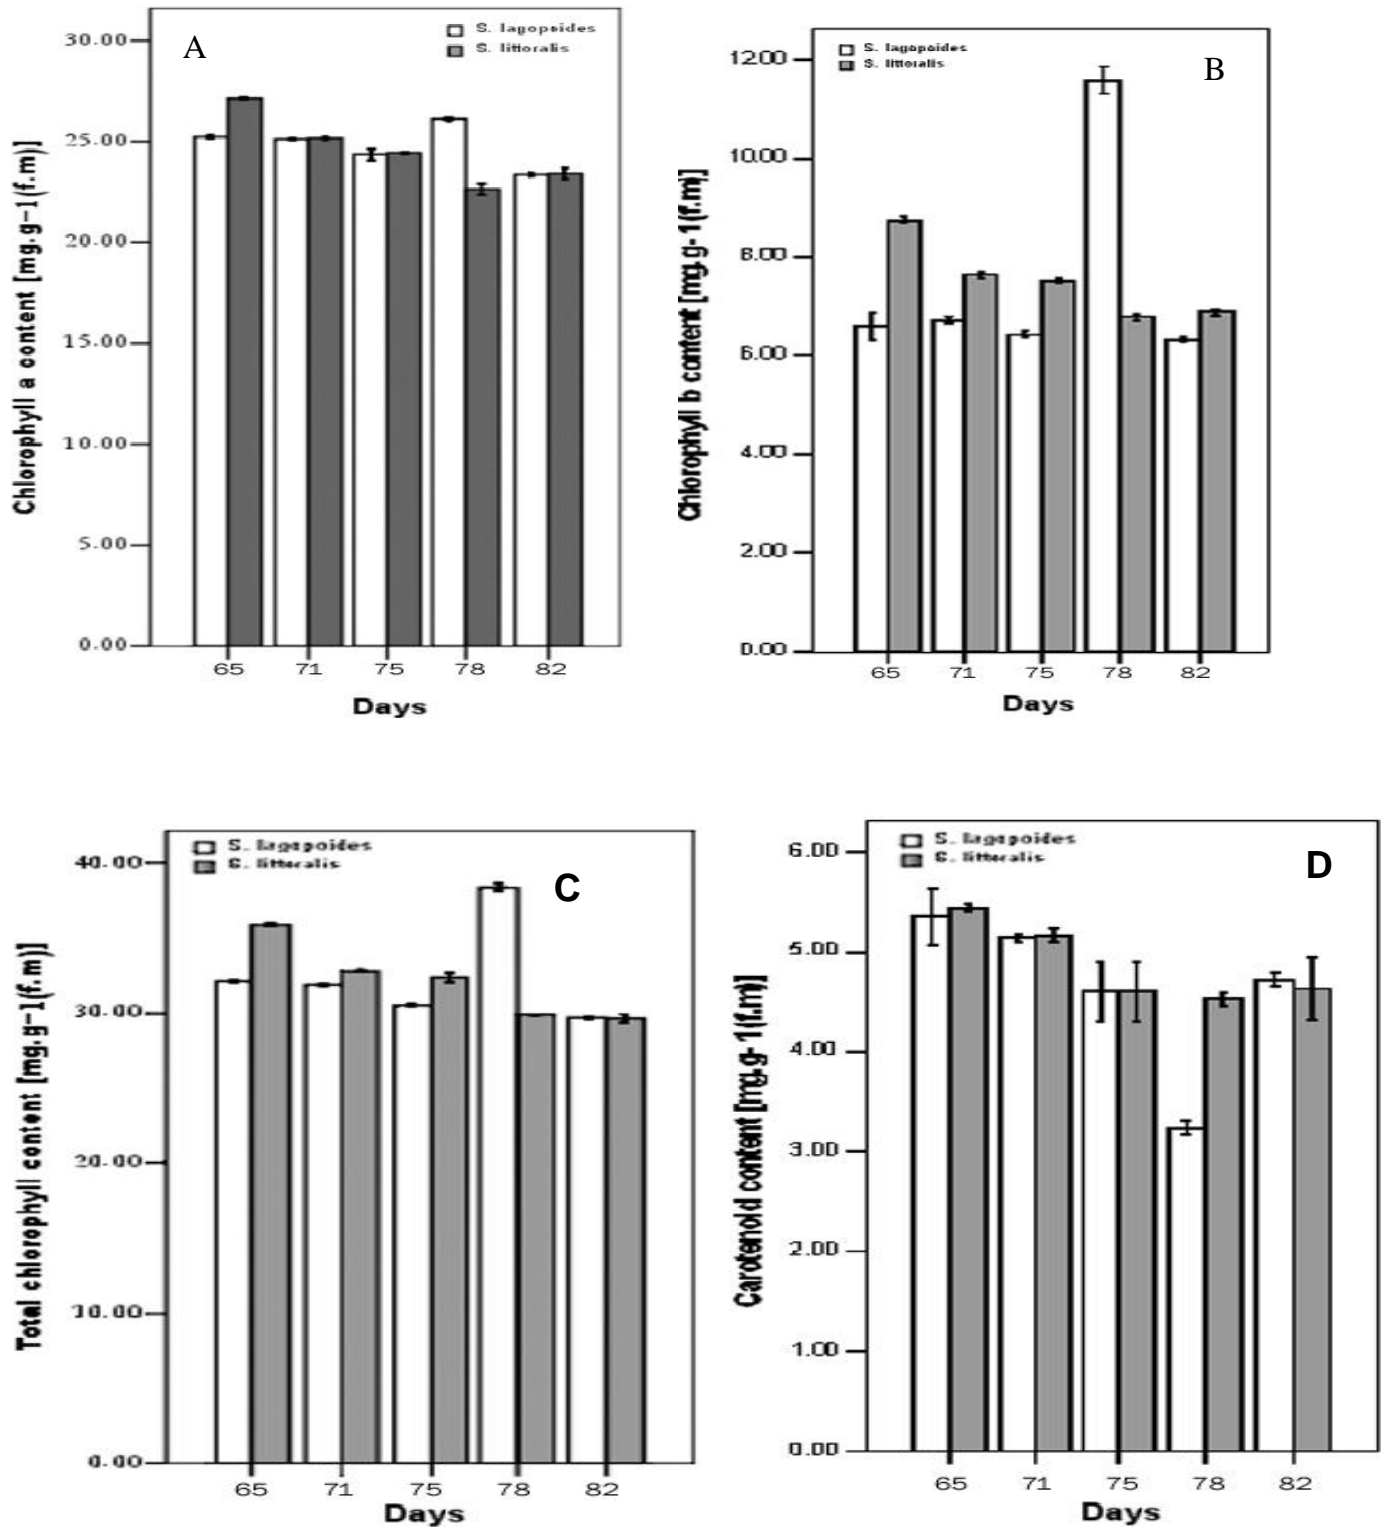 S. lagopoides
S. littoralis
A
30.00
25.00
20.00
15.00
10.00
5.00
0.00
Chlorophyll a content [mg.g-1(f.m)]
65 71 75 78 82
Days
S. lagopoides
S. littoralis
B
12.00
10.00
8.00
6.00
4.00
2.00
0.00
Chlorophyll b content [mg.g-1(f.m)]
65 71 75 78 82
Days
S. lagopoides
S. littoralis
C
40.00
30.00
20.00
10.00
0.00
Total chlorophyll content [mg.g-1(f.m)]
65 71 75 78 82
Days
S. lagopoides
S. littoralis
D
6.00
5.00
4.00
3.00
2.00
1.00
0.00
Carotenoid content [mg.g-1(f.m)]
65 71 75 78 82
Days